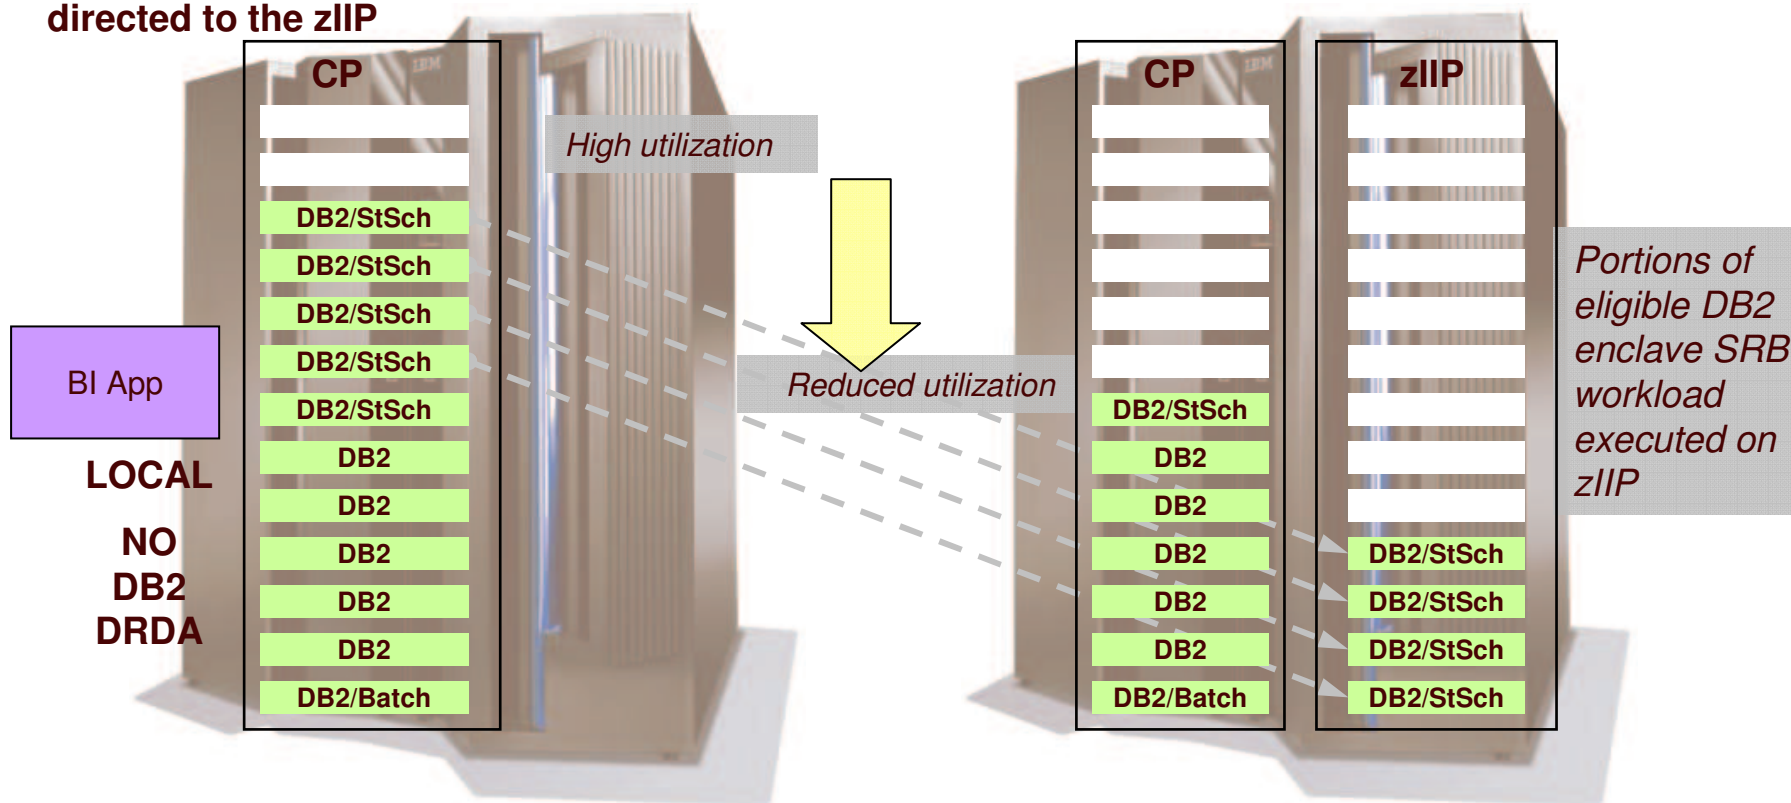 directed to the zIIP
CP
IBM
High utilization
DB2/StSch
DB2/StSch
DB2/StSch
DB2/StSch
DB2/StSch
DB2
DB2
DB2
DB2
DB2
DB2/Batch
BI App
LOCAL
NO
DB2
DRDA
Reduced utilization
CP
IBM
DB2/StSch
DB2
DB2
DB2
DB2
DB2
DB2/Batch
zIIP
DB2/StSch
DB2/StSch
DB2/StSch
DB2/StSch
Portions of
eligible DB2
enclave SRB
workload
executed on
zIIP